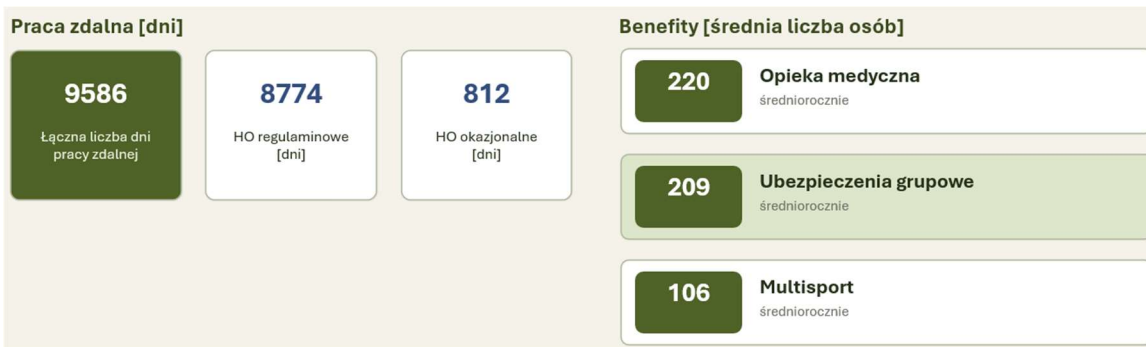 Praca zdalna [dni]
9586
Łączna liczba dni
pracy zdalnej
8774
HO regulaminowe
[dni]
812
HO okazjonalne
[dni]
Benefity [średnia liczba osób]
220
Opieka medyczna
średniorocznie
209
Ubezpieczenia grupowe
średniorocznie
106
Multisport
średniorocznie